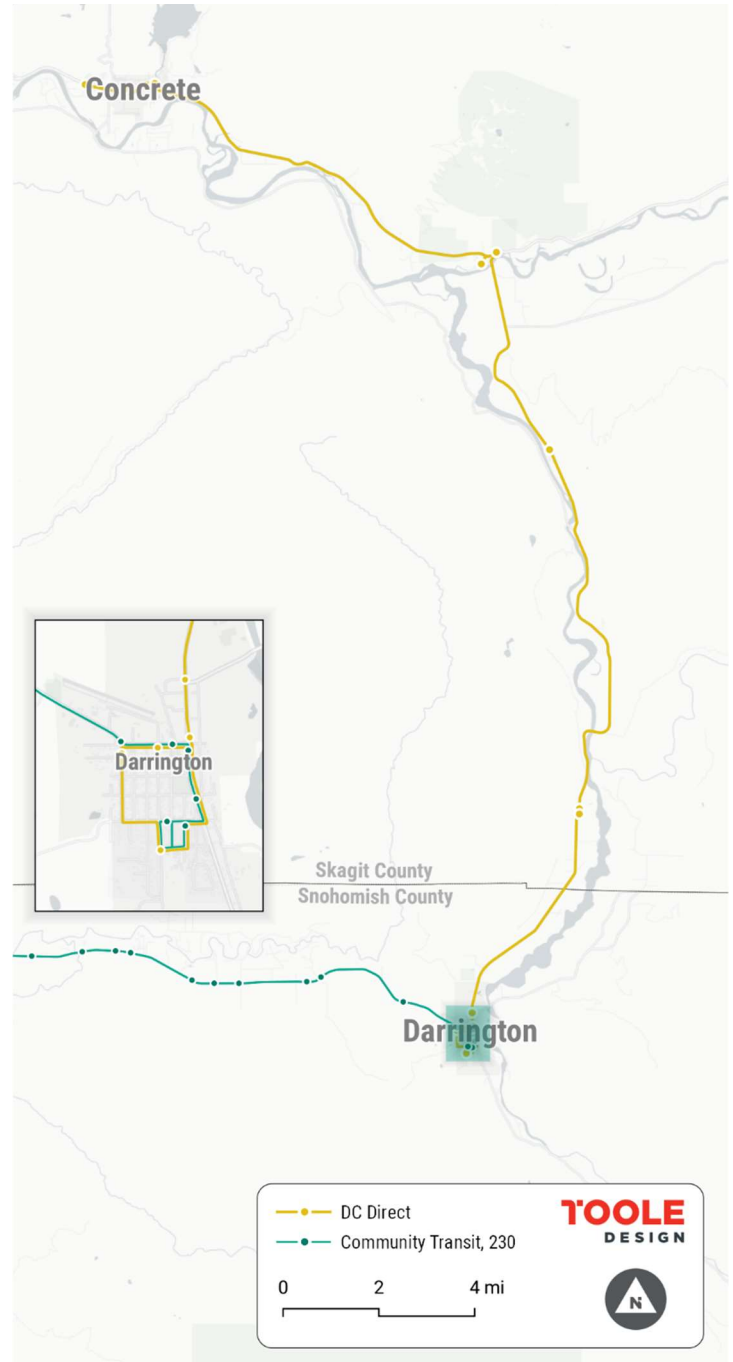 Concrete
Darrington
Skagit County
Snohomish County
Darrington
DC Direct
Community Transit, 230
0 2 4 mi
TOOLE
DESIGN
N